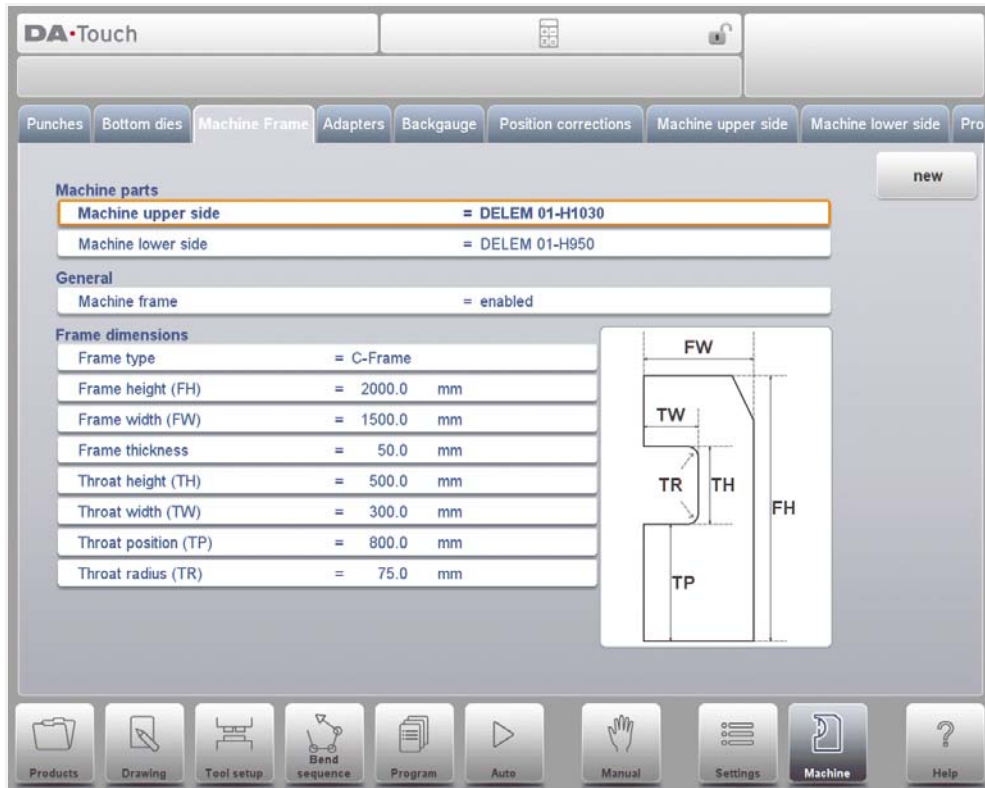 DA·Touch
Punches Bottom dies Machine Frame Adapters Backgauge Position corrections Machine upper side Machine lower side Pro
new
Machine parts
Machine upper side = DELEM 01-H1030
Machine lower side = DELEM 01-H950
General
Machine frame = enabled
Frame dimensions
Frame type = C-Frame
Frame height (FH) = 2000.0 mm
Frame width (FW) = 1500.0 mm
Frame thickness = 50.0 mm
Throat height (TH) = 500.0 mm
Throat width (TW) = 300.0 mm
Throat position (TP) = 800.0 mm
Throat radius (TR) = 75.0 mm
FW
TW
TR TH
FH
TP
Products Drawing Tool setup Bend sequence Program Auto Manual Settings Machine Help